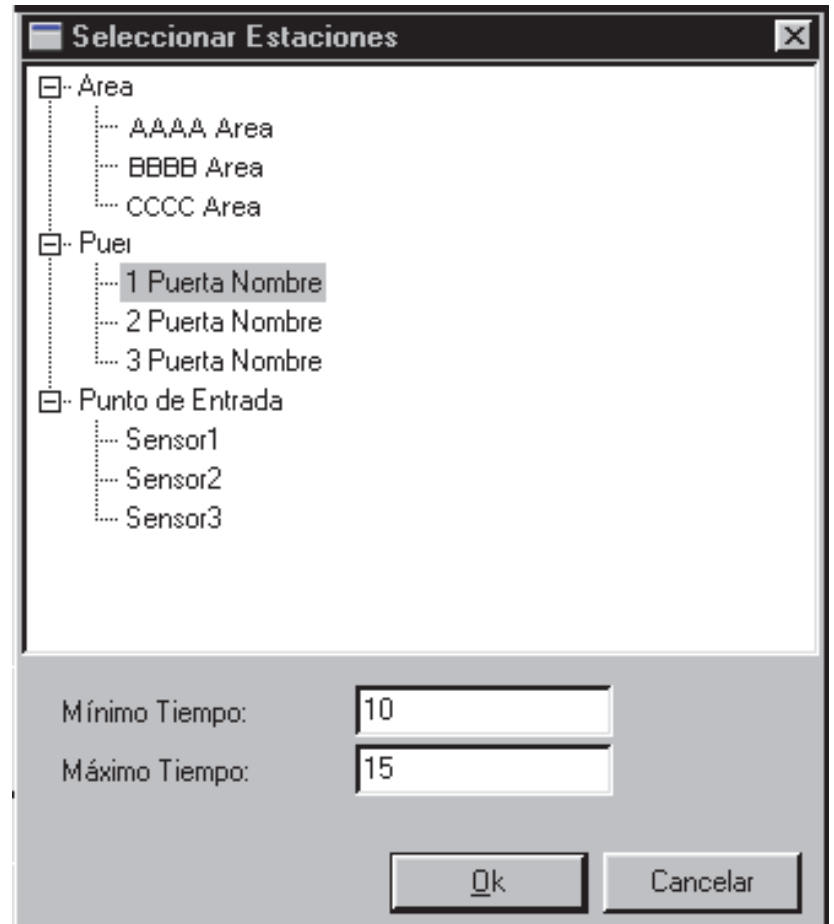 Seleccionar Estaciones
Area
AAAA Area
BBBB Area
CCCC Area
Puer
1 Puerta Nombre
2 Puerta Nombre
3 Puerta Nombre
Punto de Entrada
Sensor1
Sensor2
Sensor3
Mínimo Tiempo: 10
Máximo Tiempo: 15
Ok Cancelar